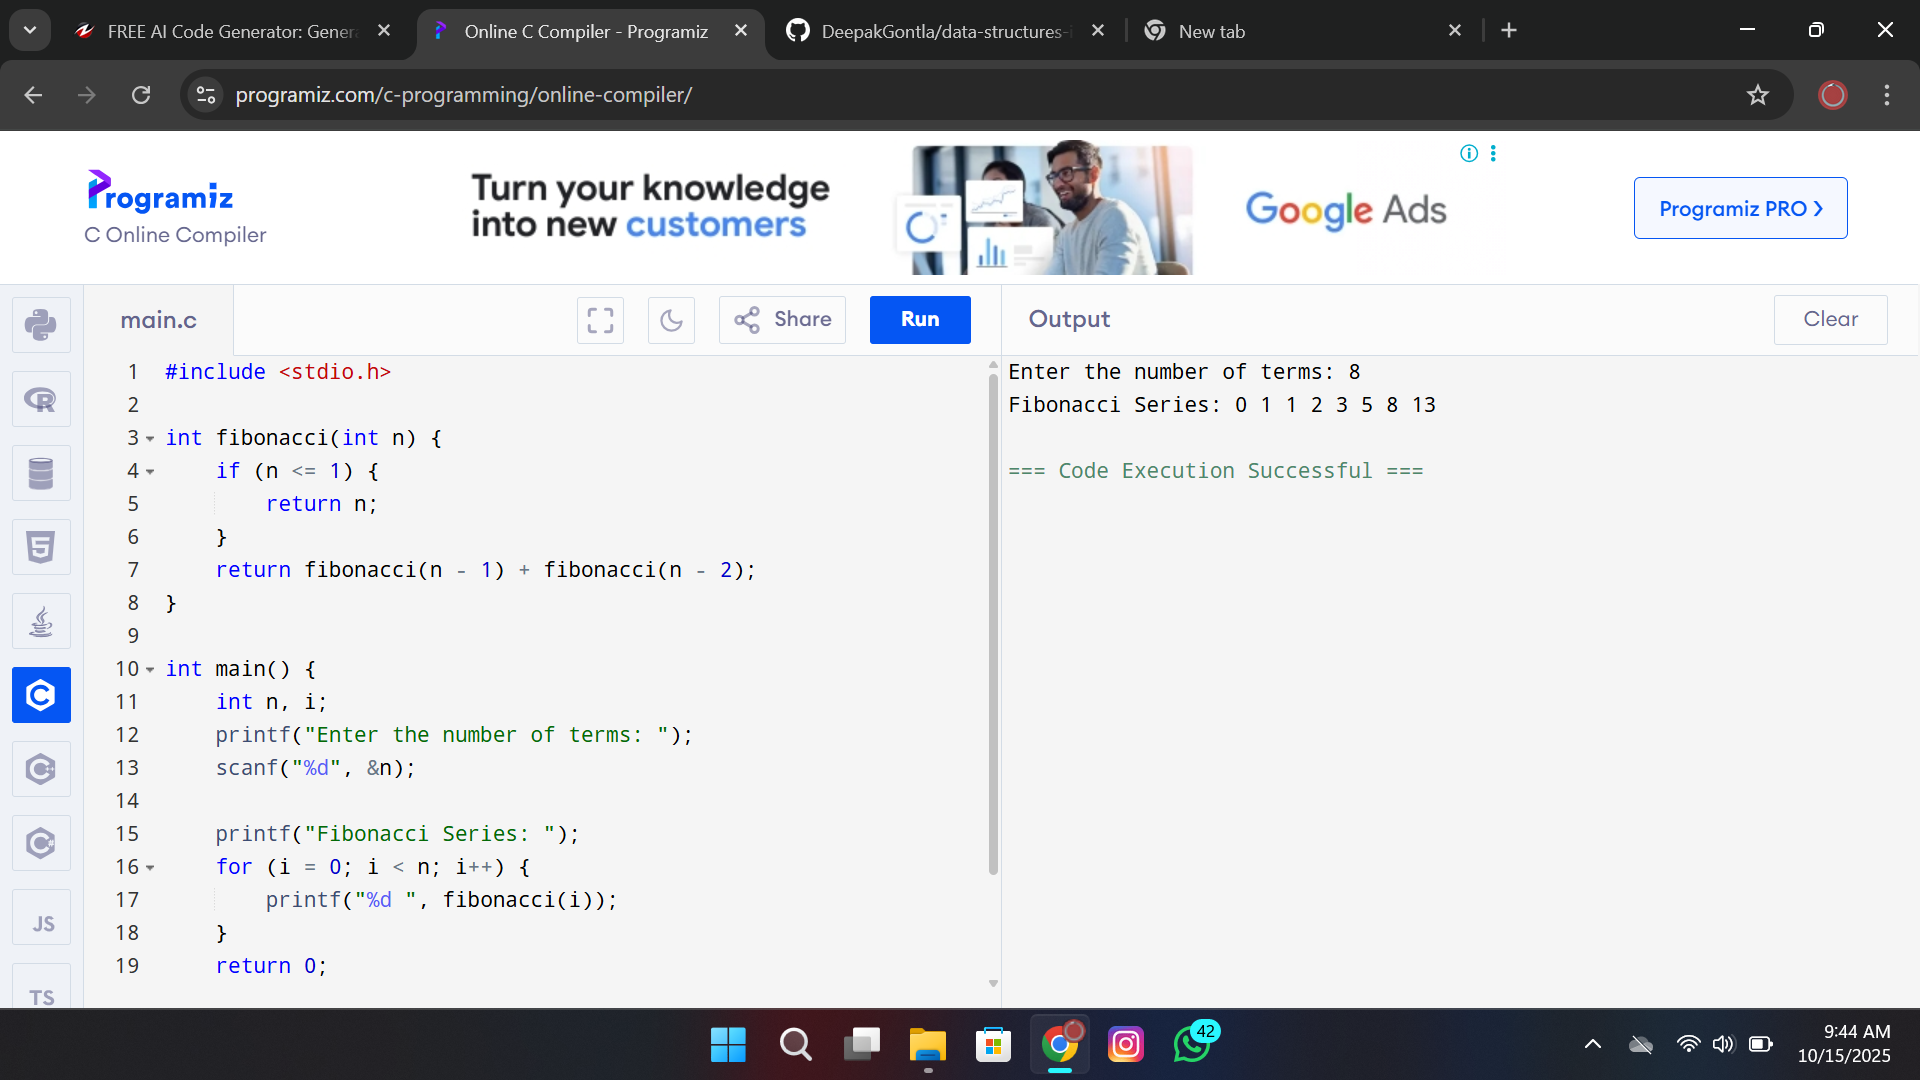 FREE AI Code Generator: Genera
Online C Compiler - Programiz
DeepakGontla/data-structures-i
New tab
programiz.com/c-programming/online-compiler/
Programiz
C Online Compiler
Turn your knowledge
into new customers
Google Ads
Programiz PRO ›
main.c
Share
Run
Output
Clear
1 #include <stdio.h>
2
3 int fibonacci(int n) {
4     if (n <= 1) {
5         return n;
6     }
7     return fibonacci(n - 1) + fibonacci(n - 2);
8 }
9
10 int main() {
11     int n, i;
12     printf("Enter the number of terms: ");
13     scanf("%d", &n);
14
15     printf("Fibonacci Series: ");
16     for (i = 0; i < n; i++) {
17         printf("%d ", fibonacci(i));
18     }
19     return 0;
Enter the number of terms: 8
Fibonacci Series: 0 1 1 2 3 5 8 13
=== Code Execution Successful ===
R
5
C
C++
C#
JS
TS
42
9:44 AM
10/15/2025